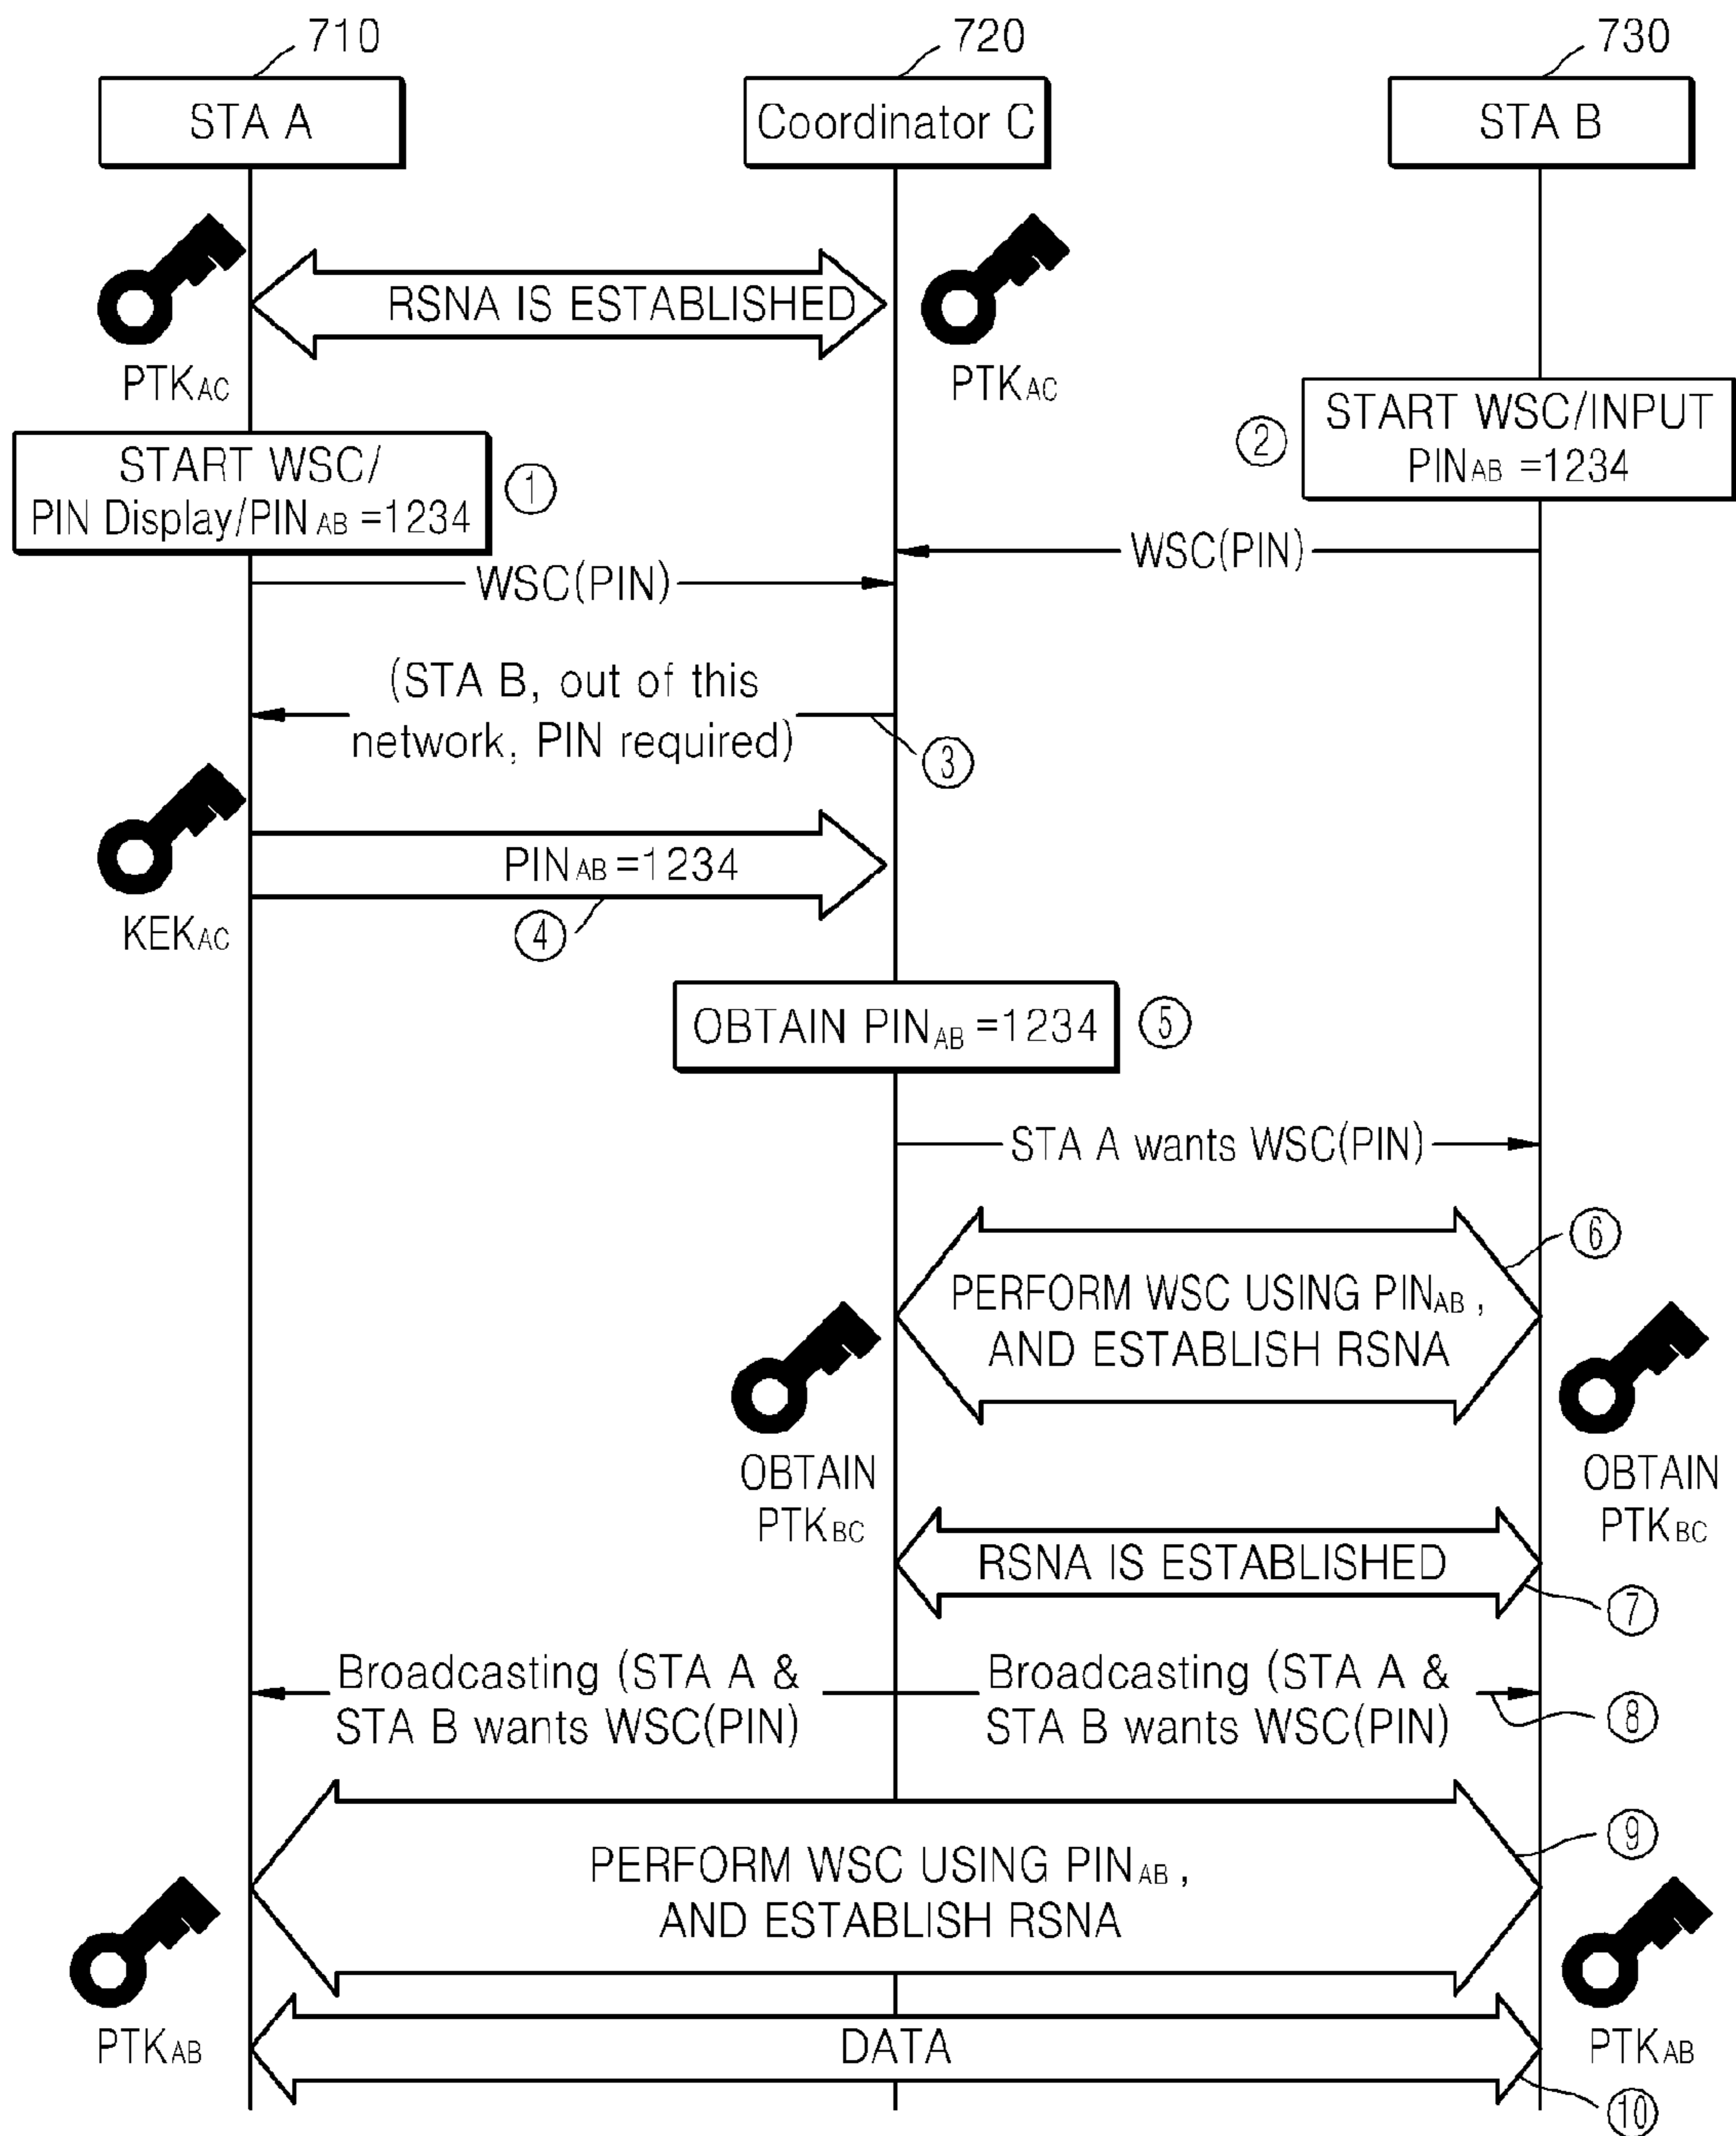 710
720
730
STA A
Coordinator C
STA B
RSNA IS ESTABLISHED
PTKAC
PTKAC
START WSC/
PIN Display/PINAB=1234
①
②
START WSC/INPUT
PINAB=1234
WSC(PIN)
WSC(PIN)
(STA B, out of this
network, PIN required)
③
PINAB=1234
KEKAC
④
OBTAIN PINAB=1234
⑤
STA A wants WSC(PIN)
⑥
PERFORM WSC USING PINAB,
AND ESTABLISH RSNA
OBTAIN
PTKBC
OBTAIN
PTKBC
RSNA IS ESTABLISHED
⑦
Broadcasting (STA A &
STA B wants WSC(PIN)
Broadcasting (STA A &
STA B wants WSC(PIN)
⑧
⑨
PERFORM WSC USING PINAB,
AND ESTABLISH RSNA
PTKAB
DATA
PTKAB
⑩